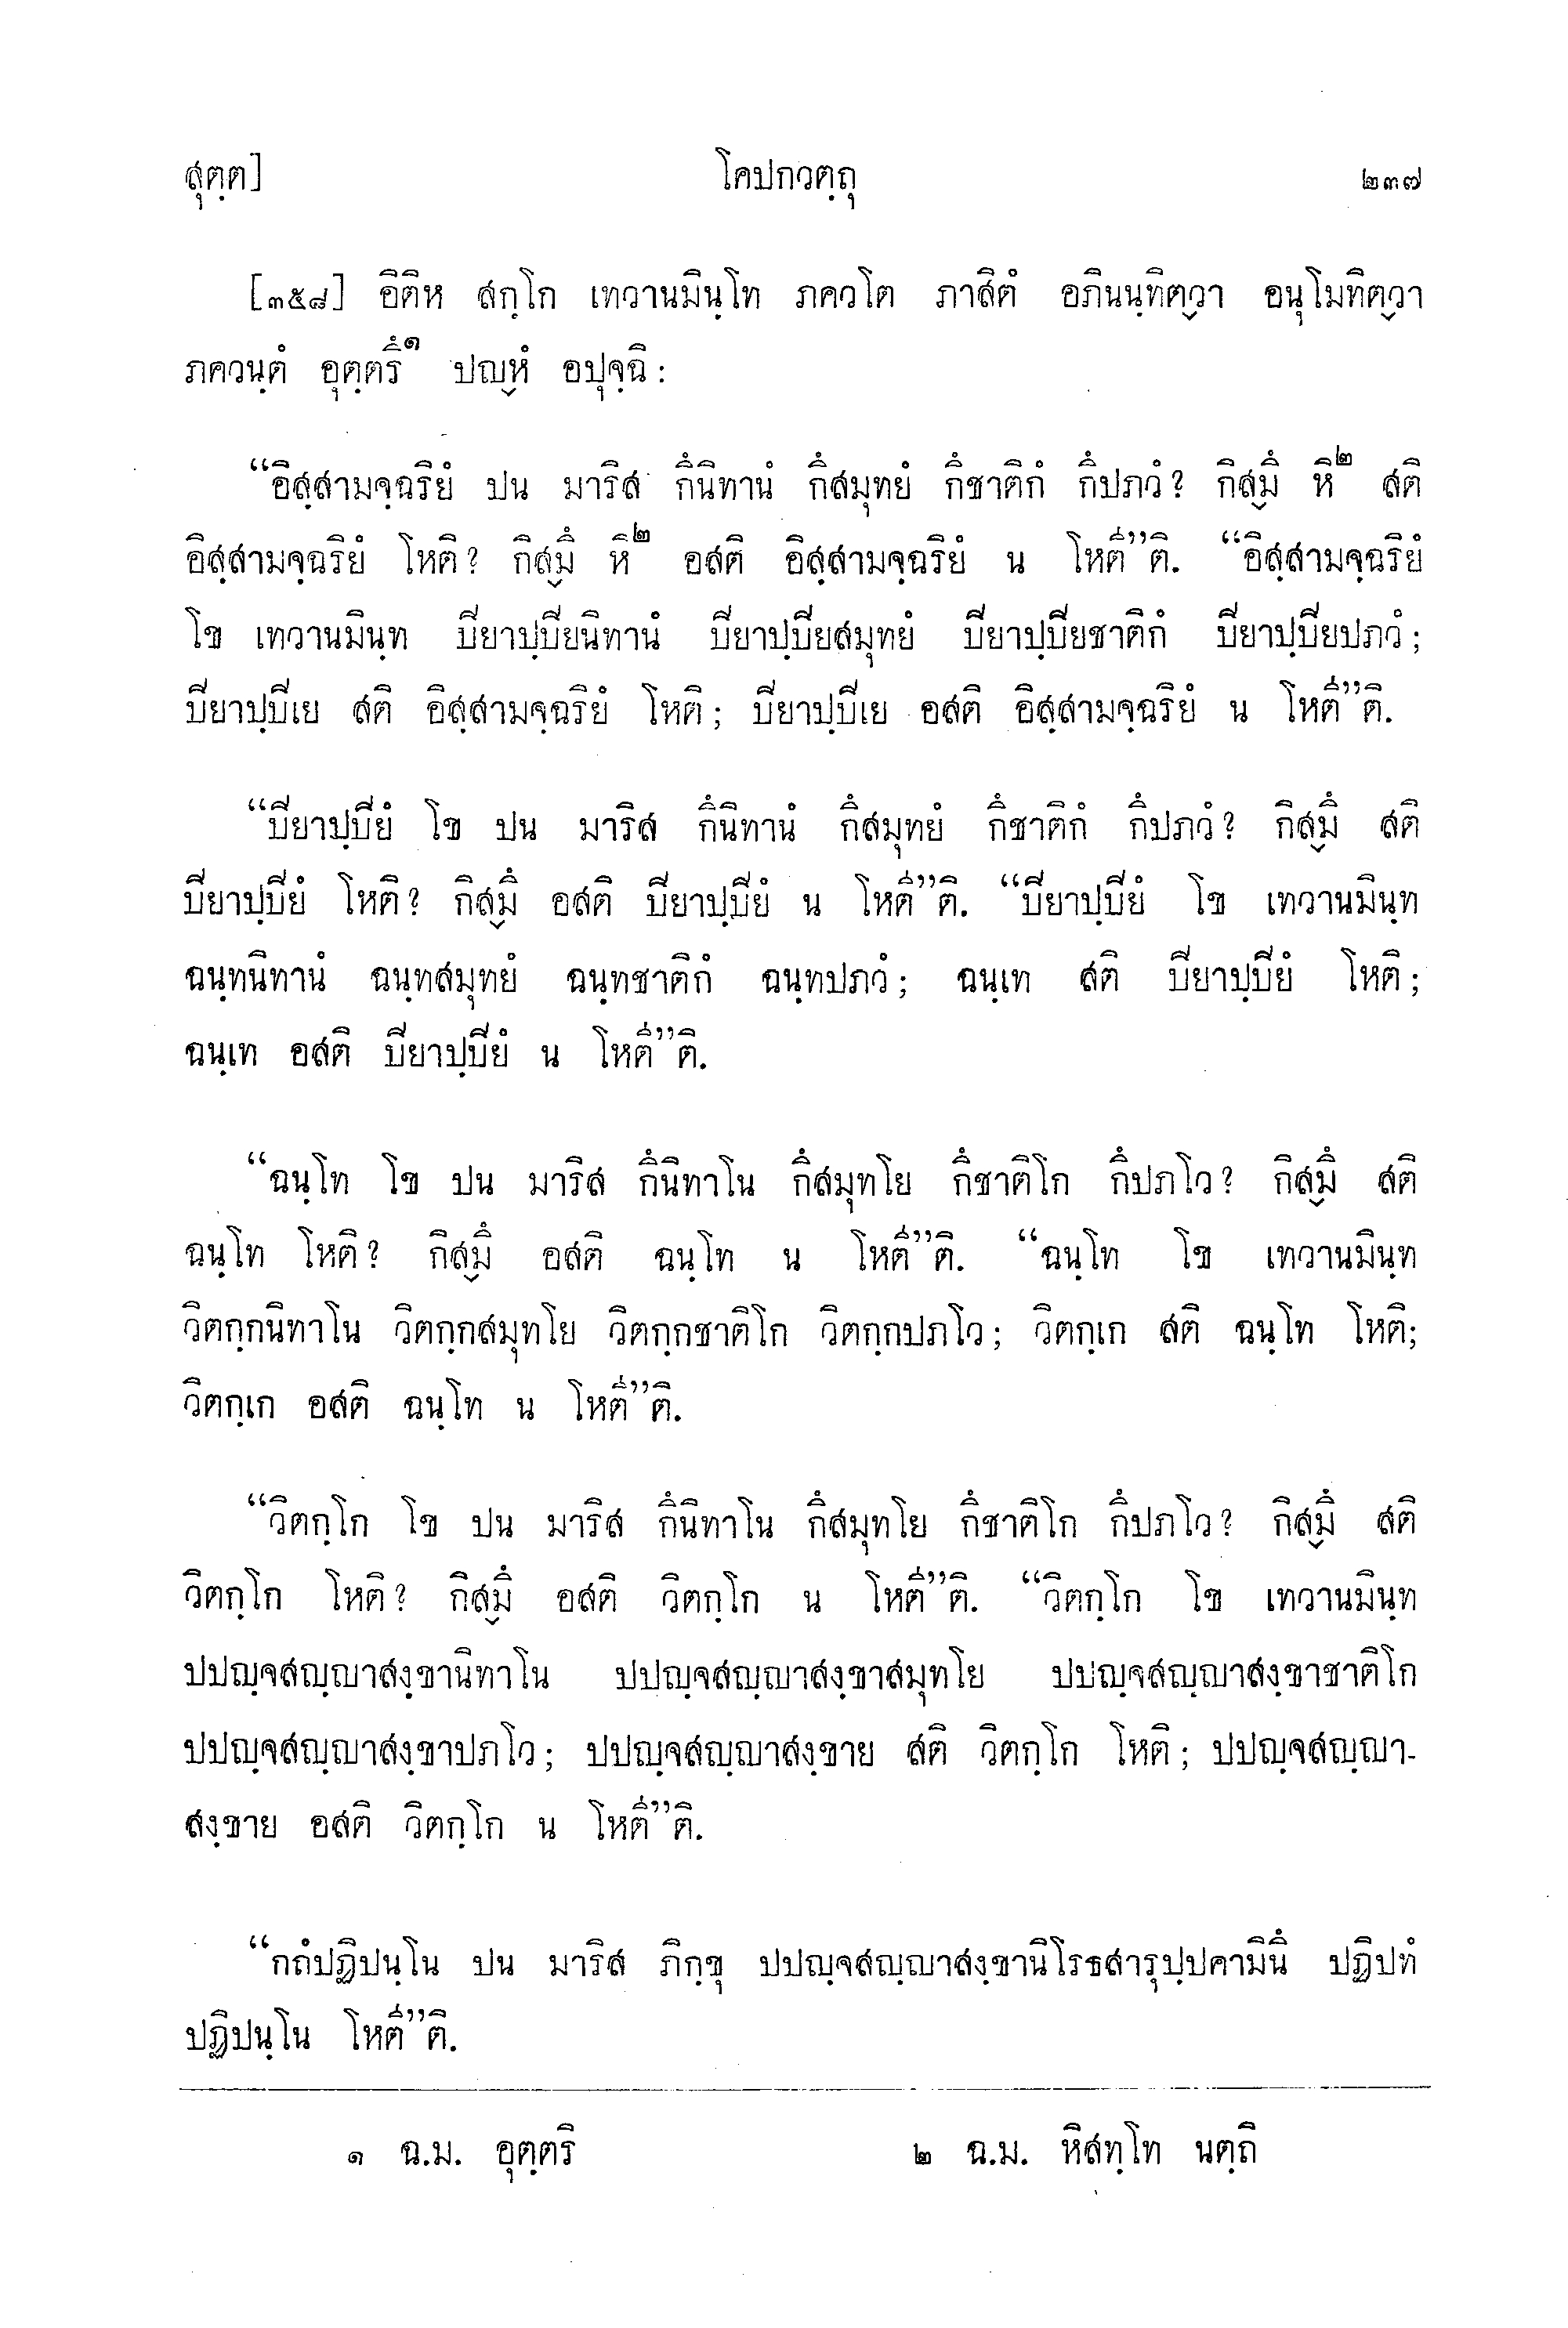 สุตฺต] โคปกวตฺถุ ๒๓๗
[๓๕๘] อิติห สกฺโก เทวานมินฺโท ภควโต ภาสิตํ อภินนฺทิตฺวา อนุโมทิตฺวา
ภควนฺตํ อุตฺตรึ๑ ปญฺหํ อปุจฺฉิ:
“อิสฺสามจฺฉริยํ ปน มาริส กึนิทานํ กึสมุทยํ กึชาติกํ กึปภวํ? กิสฺมึ หิ๒ สติ
อิสฺสามจฺฉริยํ โหติ? กิสฺมึ หิ๒ อสติ อิสฺสามจฺฉริยํ น โหตี”ติ. “อิสฺสามจฺฉริยํ
โข เทวานมินฺท ปิยาปฺปิยนิทานํ ปิยาปฺปิยสมุทยํ ปิยาปฺปิยชาติกํ ปิยาปฺปิยปภวํ;
ปิยาปฺปิเย สติ อิสฺสามจฺฉริยํ โหติ; ปิยาปฺปิเย อสติ อิสฺสามจฺฉริยํ น โหตี”ติ.
“ปิยาปฺปิยํ โข ปน มาริส กึนิทานํ กึสมุทยํ กึชาติกํ กึปภวํ? กิสฺมึ สติ
ปิยาปฺปิยํ โหติ? กิสฺมึ อสติ ปิยาปฺปิยํ น โหตี”ติ. “ปิยาปฺปิยํ โข เทวานมินฺท
ฉนฺทนิทานํ ฉนฺทสมุทยํ ฉนฺทชาติกํ ฉนฺทปภวํ; ฉนฺเท สติ ปิยาปฺปิยํ โหติ;
ฉนฺเท อสติ ปิยาปฺปิยํ น โหตี”ติ.
“ฉนฺโท โข ปน มาริส กึนิทาโน กึสมุทโย กึชาติโก กึปภโว? กิสฺมึ สติ
ฉนฺโท โหติ? กิสฺมึ อสติ ฉนฺโท น โหตี”ติ. “ฉนฺโท โข เทวานมินฺท
วิตกฺกนิทาโน วิตกฺกสมุทโย วิตกฺกชาติโก วิตกฺกปภโว; วิตกฺเก สติ ฉนฺโท โหติ;
วิตกฺเก อสติ ฉนฺโท น โหตี”ติ.
“วิตกฺโก โข ปน มาริส กึนิทาโน กึสมุทโย กึชาติโก กึปภโว? กิสฺมึ สติ
วิตกฺโก โหติ? กิสฺมึ อสติ วิตกฺโก น โหตี”ติ. “วิตกฺโก โข เทวานมินฺท
ปปญฺจสญฺญาสงฺขานิทาโน ปปญฺจสญฺญาสงฺขาสมุทโย ปปญฺจสญฺญาสงฺขาชาติโก
ปปญฺจสญฺญาสงฺขาปภโว; ปปญฺจสญฺญาสงฺขาย สติ วิตกฺโก โหติ; ปปญฺจสญฺญา-
สงฺขาย อสติ วิตกฺโก น โหตี”ติ.
“กถํปฏิปนฺโน ปน มาริส ภิกฺขุ ปปญฺจสญฺญาสงฺขานิโรธสารุปฺปคามินึ ปฏิปทํ
ปฏิปนฺโน โหตี”ติ.
๑ ฉ.ม. อุตฺตริ ๒ ฉ.ม. หิสทฺโท นตฺถิ